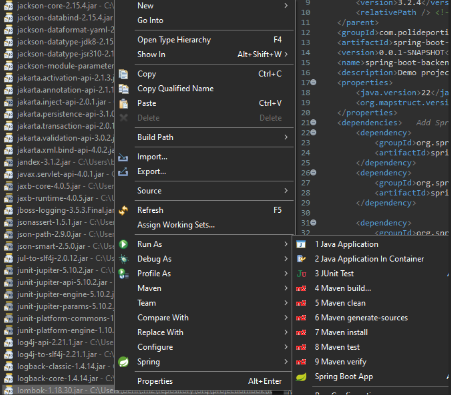 jackson-core-2.15.4.jar - C:\Users\
jackson-databind-2.15.4.jar -
jackson-dataformat-yaml-2
jackson-datatype-jdk8-2.15
jackson-datatype-jsr310-2.1
jackson-module-parameter
jakarta.activation-api-2.1.3
jakarta.annotation-api-2.1.1
jakarta.inject-api-2.0.1.jar
jakarta.persistence-api-3.1.0
jakarta.transaction-api-2.0.1
jakarta.validation-api-3.0.2
jakarta.xml.bind-api-4.0.2.jar
jandex-3.1.2.jar - C:\Users\
javax.servlet-api-4.0.1.jar
jaxb-core-4.0.5.jar
jaxb-runtime-4.0.5.jar
jboss-logging-3.5.3.Final.jar
jsonassert-1.5.1.jar
json-path-2.9.0.jar
json-smart-2.5.0.jar
jul-to-slf4j-2.0.12.jar
junit-jupiter-5.10.2.jar
junit-jupiter-api-5.10.2.jar
junit-jupiter-engine-5.10.2
junit-jupiter-params-5.10.2
junit-platform-commons-1
junit-platform-engine-1.10
log4j-api-2.21.1.jar
log4j-to-slf4j-2.21.1.jar
logback-classic-1.4.14.jar
logback-core-1.4.14.jar
lombok-1.18.30.jar
New
Go Into
Open Type Hierarchy F4
Show In Alt+Shift+W >
Copy Ctrl+C
Copy Qualified Name
Paste Ctrl+V
Delete Delete
Build Path
Import...
Export...
Source
Refresh F5
Assign Working Sets...
Run As
Debug As
Profile As
Maven
Team
Compare With
Replace With
Configure
Spring
Properties Alt+Enter
1 Java Application
2 Java Application In Container
3 JUnit Test
4 Maven build...
5 Maven clean
6 Maven generate-sources
7 Maven install
8 Maven test
9 Maven verify
Spring Boot App
9 <version>3.2.4</vers
10 <relativePath /> <!-
11 </parent>
12 <groupId>com.polideporti
13 <artifactId>spring-boot-
14 <version>0.0.1-SNAPSHOT<
15 <name>spring-boot-backen
16 <description>Demo projec
17 <properties>
18 <java.version>22</ja
19 <org.mapstruct.versi
20 </properties>
21 <dependencies> Add Spr
22 <dependency>
23 <groupId>org.spr
24 <artifactId>spri
25 </dependency>
26 <dependency>
27 <groupId>org.spr
28 <artifactId>spri
29 </dependency>
30
31 <dependency>
32 <groupId>org.spr